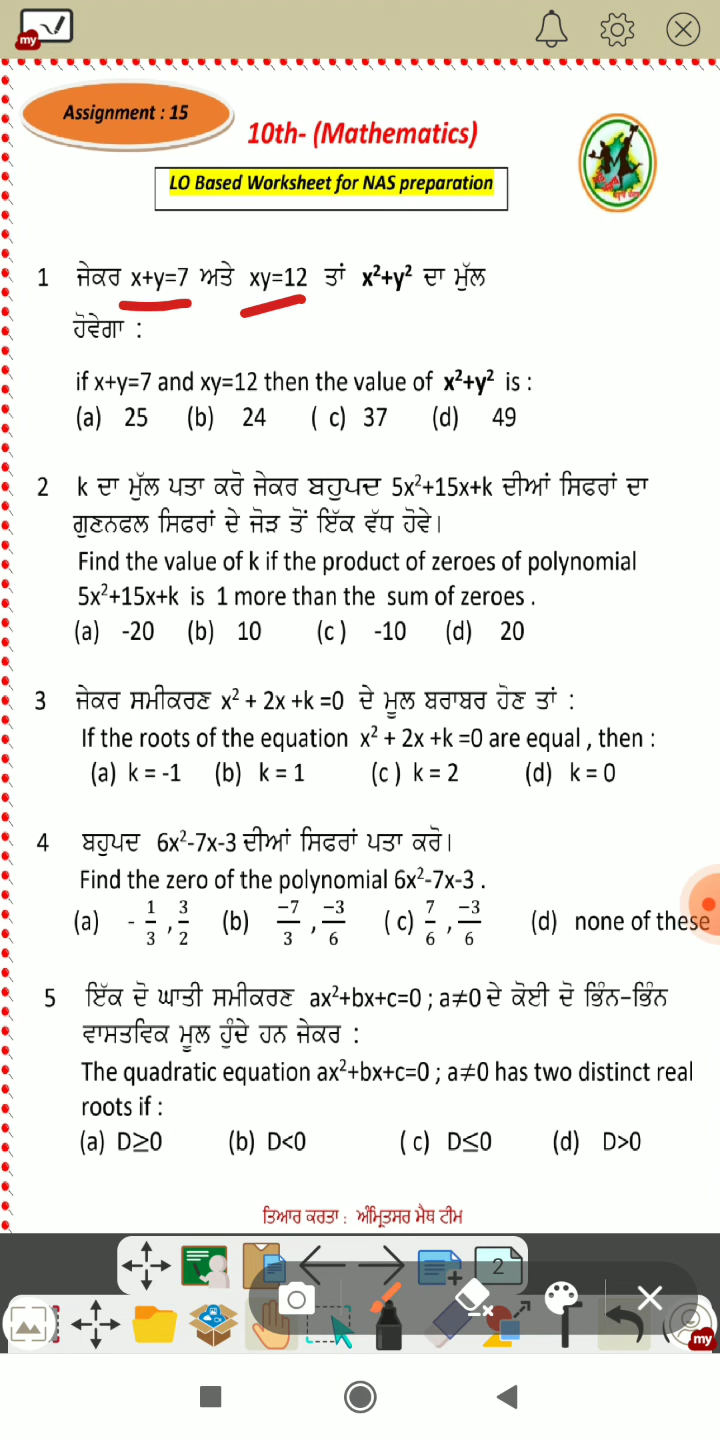 my
Assignment : 15
10th- (Mathematics)
LO Based Worksheet for NAS preparation
1 ਜੇਕਰ x+y=7 ਅਤੇ xy=12 ਤਾਂ x²+y² ਦਾ ਮੁੱਲ
ਹੋਵੇਗਾ :
if x+y=7 and xy=12 then the value of x²+y² is :
(a) 25 (b) 24 ( c) 37 (d) 49
2 k ਦਾ ਮੁੱਲ ਪਤਾ ਕਰੋ ਜੇਕਰ ਬਹੁਪਦ 5x²+15x+k ਦੀਆਂ ਸਿਫਰਾਂ ਦਾ
ਗੁਣਨਫਲ ਸਿਫਰਾਂ ਦੇ ਜੋੜ ਤੋਂ ਇੱਕ ਵੱਧ ਹੋਵੇ।
Find the value of k if the product of zeroes of polynomial
5x²+15x+k is 1 more than the sum of zeroes .
(a) -20 (b) 10 (c ) -10 (d) 20
3 ਜੇਕਰ ਸਮੀਕਰਣ x² + 2x +k =0 ਦੇ ਮੂਲ ਬਰਾਬਰ ਹੋਣ ਤਾਂ :
If the roots of the equation x² + 2x +k =0 are equal , then :
(a) k = -1 (b) k = 1 (c ) k = 2 (d) k = 0
4 ਬਹੁਪਦ 6x²-7x-3 ਦੀਆਂ ਸਿਫਰਾਂ ਪਤਾ ਕਰੋ।
Find the zero of the polynomial 6x²-7x-3 .
(a) - 1/3 , 3/2 (b) −7/3 , −3/6 ( c) 7/6 , −3/6 (d) none of these
5 ਇੱਕ ਦੋ ਘਾਤੀ ਸਮੀਕਰਣ ax²+bx+c=0 ; a≠0 ਦੇ ਕੋਈ ਦੋ ਭਿੰਨ-ਭਿੰਨ
ਵਾਸਤਵਿਕ ਮੂਲ ਹੁੰਦੇ ਹਨ ਜੇਕਰ :
The quadratic equation ax²+bx+c=0 ; a≠0 has two distinct real
roots if :
(a) D≥0 (b) D<0 ( c) D≤0 (d) D>0
ਤਿਆਰ ਕਰਤਾ : ਅੰਮ੍ਰਿਤਸਰ ਮੈਥ ਟੀਮ
2
my